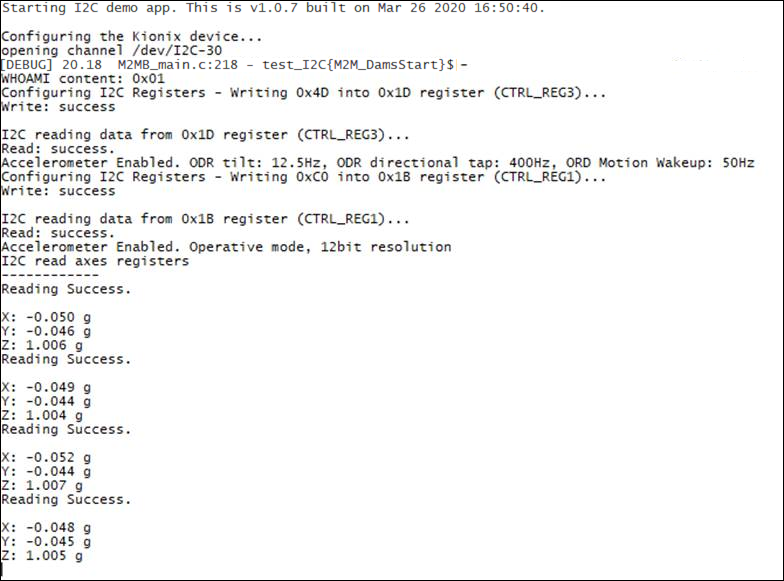 Starting I2C demo app. This is v1.0.7 built on Mar 26 2020 16:50:40.
Configuring the Kionix device...
opening channel /dev/I2C-30
[DEBUG] 20.18  M2MB_main.c:218 - test_I2C{M2M_DamsStart}$ -
WHOAMI content: 0x01
Configuring I2C Registers - Writing 0x4D into 0x1D register (CTRL_REG3)...
Write: success
I2C reading data from 0x1D register (CTRL_REG3)...
Read: success.
Accelerometer Enabled. ODR tilt: 12.5Hz, ODR directional tap: 400Hz, ORD Motion Wakeup: 50Hz
Configuring I2C Registers - Writing 0xC0 into 0x1B register (CTRL_REG1)...
Write: success
I2C reading data from 0x1B register (CTRL_REG1)...
Read: success.
Accelerometer Enabled. Operative mode, 12bit resolution
I2C read axes registers
------------
Reading Success.
X: -0.050 g
Y: -0.046 g
Z: 1.006 g
Reading Success.
X: -0.049 g
Y: -0.044 g
Z: 1.004 g
Reading Success.
X: -0.052 g
Y: -0.044 g
Z: 1.007 g
Reading Success.
X: -0.048 g
Y: -0.045 g
Z: 1.005 g